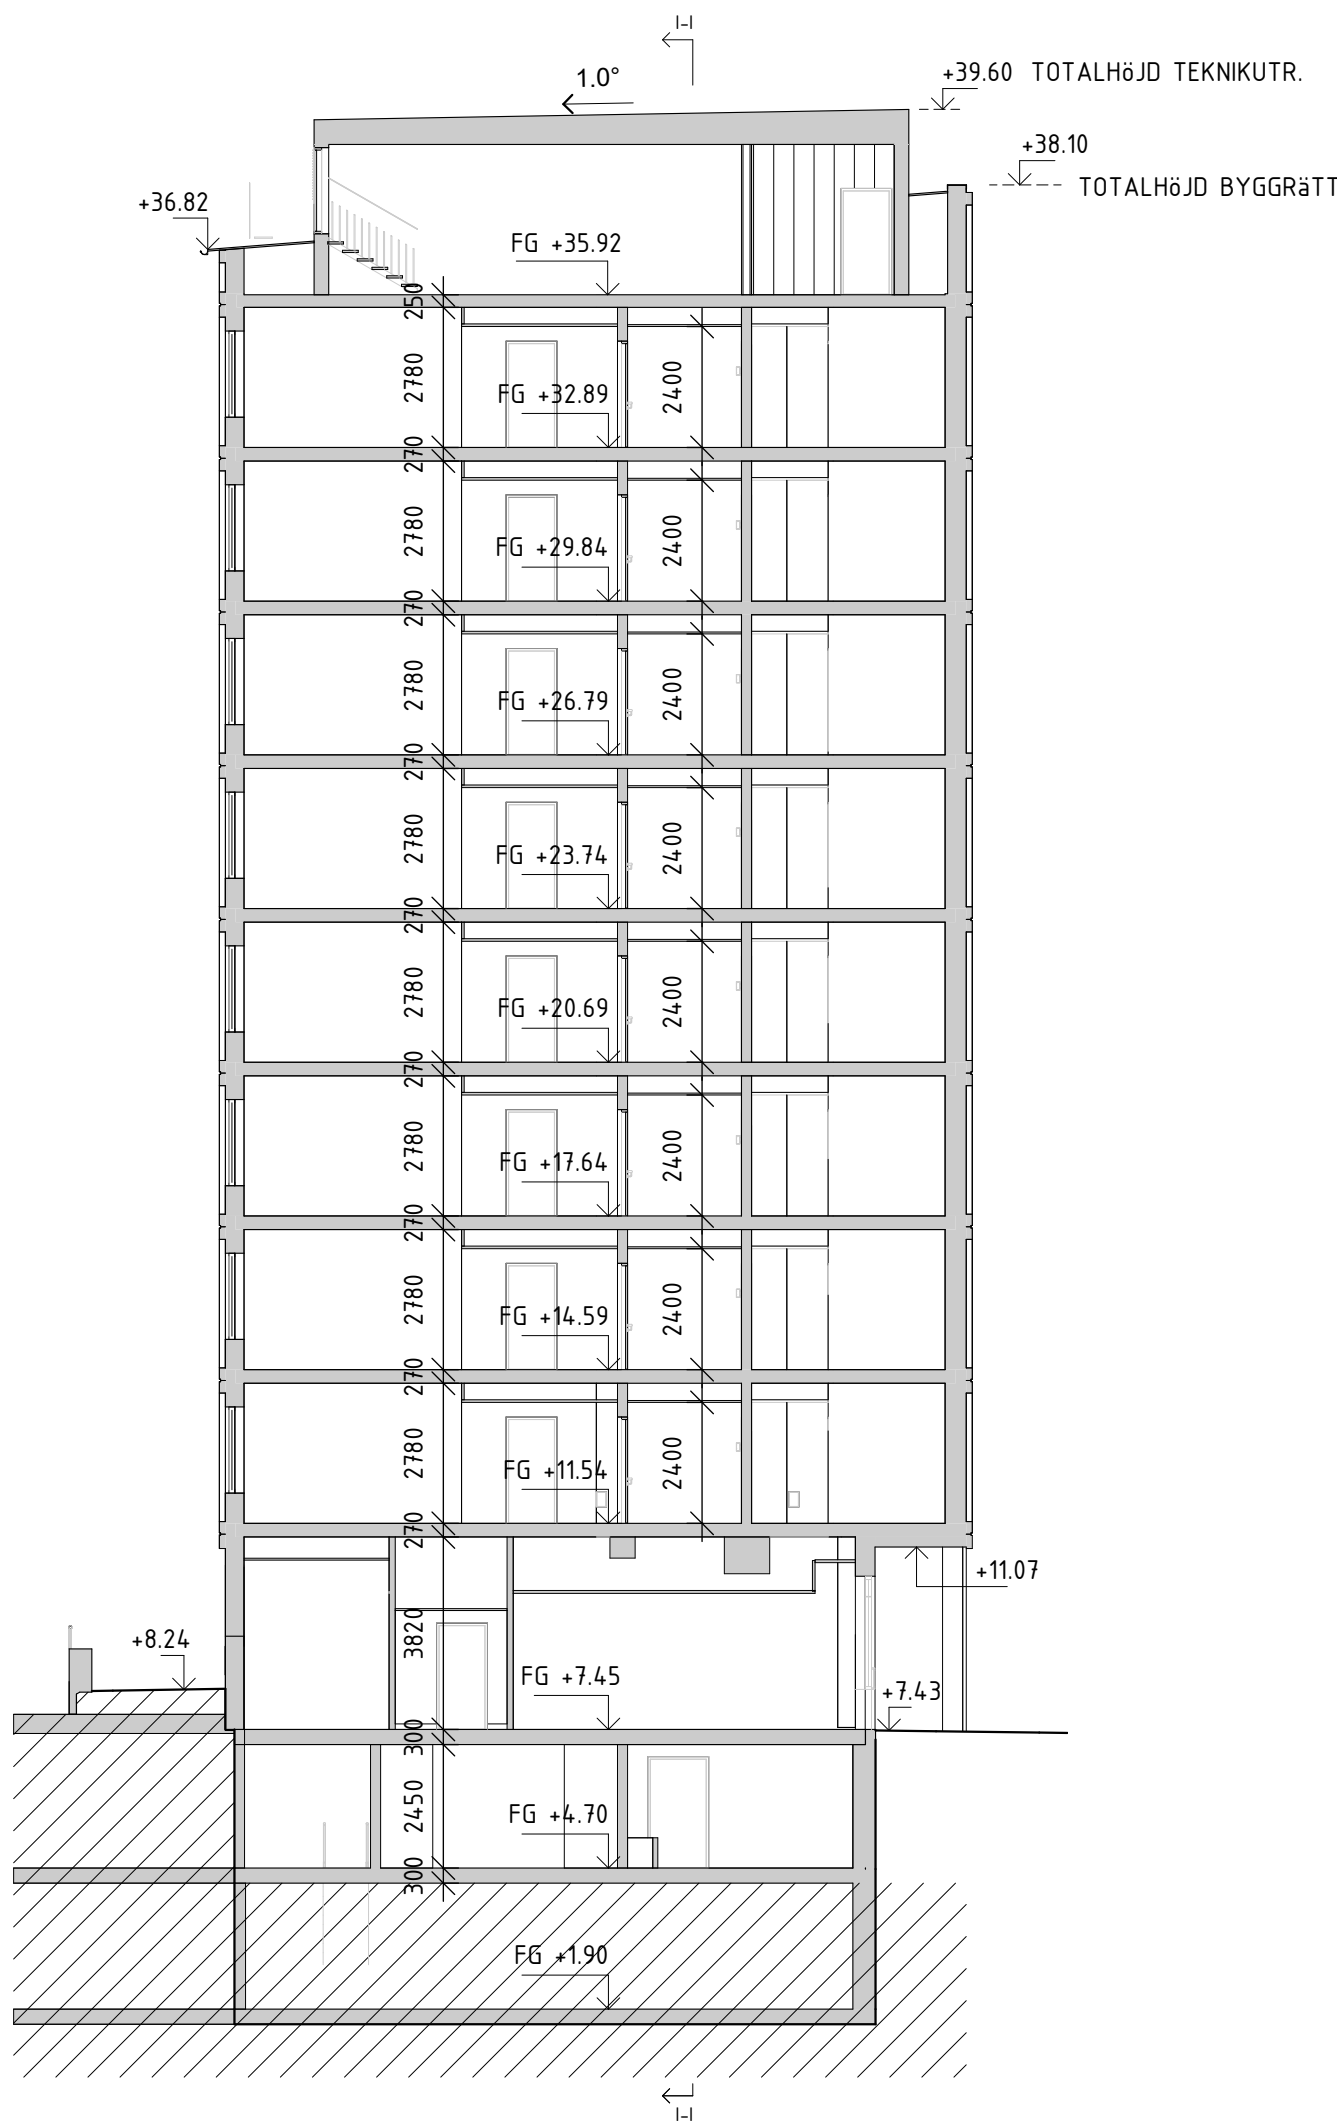 I-I
+39.60 TOTALHöJD TEKNIKUTR.
1.0°
+38.10
TOTALHöJD BYGGRäTT
+36.82
FG +35.92
250
2780
FG +32.89
2400
270
2780
FG +29.84
2400
270
2780
FG +26.79
2400
270
2780
FG +23.74
2400
270
2780
FG +20.69
2400
270
2780
FG +17.64
2400
270
2780
FG +14.59
2400
270
2780
FG +11.54
2400
270
+11.07
3820
+8.24
FG +7.45
+7.43
300
2450
FG +4.70
300
FG +1.90
I-I